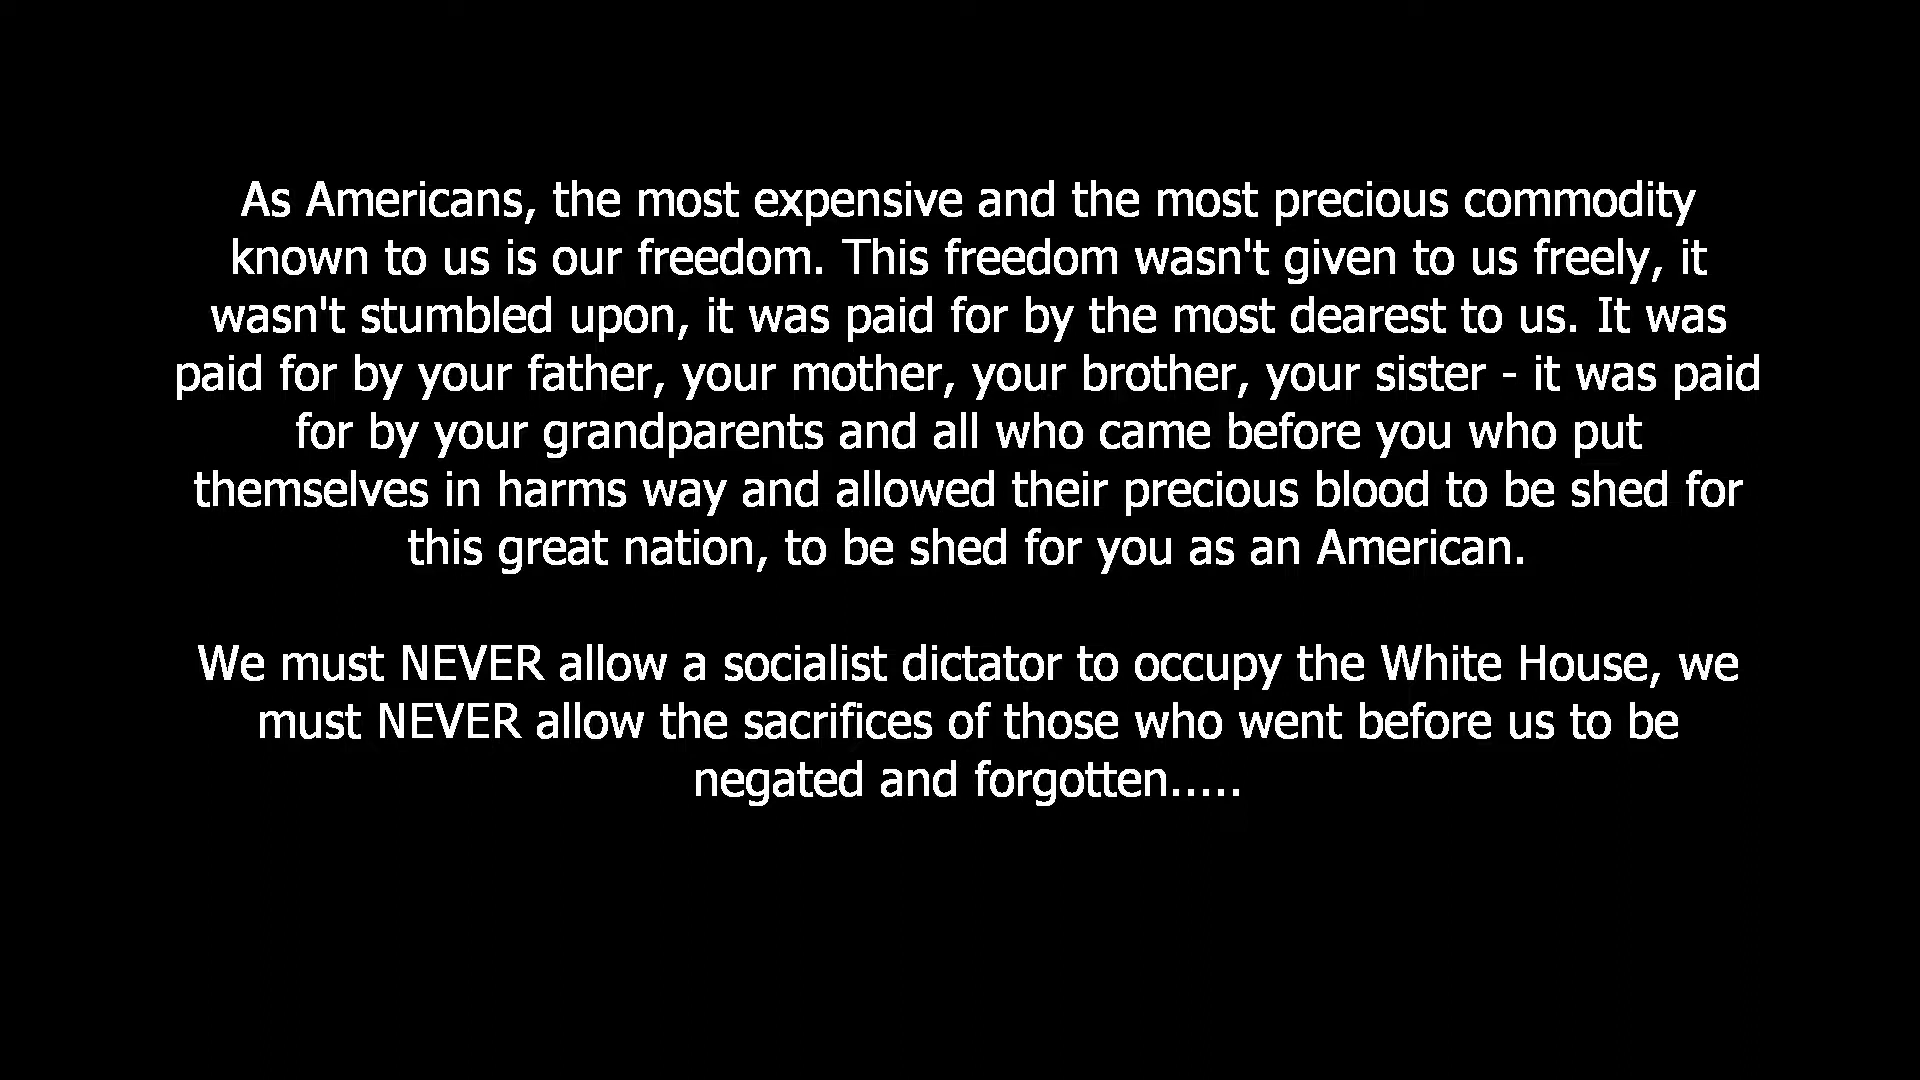 As Americans, the most expensive and the most precious commodity
known to us is our freedom. This freedom wasn't given to us freely, it
wasn't stumbled upon, it was paid for by the most dearest to us. It was
paid for by your father, your mother, your brother, your sister - it was paid
for by your grandparents and all who came before you who put
themselves in harms way and allowed their precious blood to be shed for
this great nation, to be shed for you as an American.
We must NEVER allow a socialist dictator to occupy the White House, we
must NEVER allow the sacrifices of those who went before us to be
negated and forgotten.....